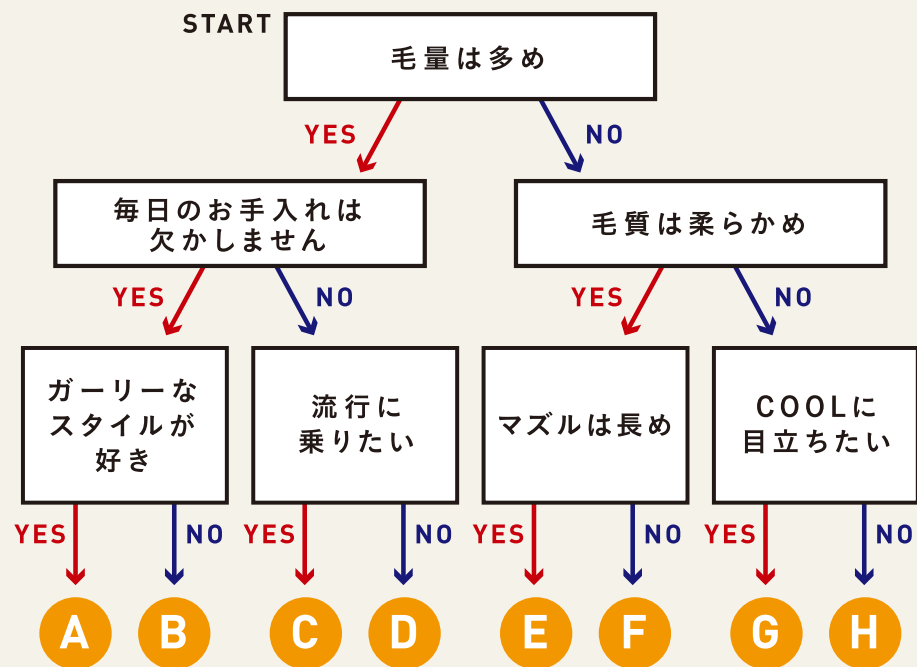 START
毛量は多め
YES
NO
毎日のお手入れは
欠かしません
毛質は柔らかめ
YES
NO
YES
NO
ガーリーな
スタイルが
好き
流行に
乗りたい
マズルは長め
COOLに
目立ちたい
YES
NO
YES
NO
YES
NO
YES
NO
A
B
C
D
E
F
G
H